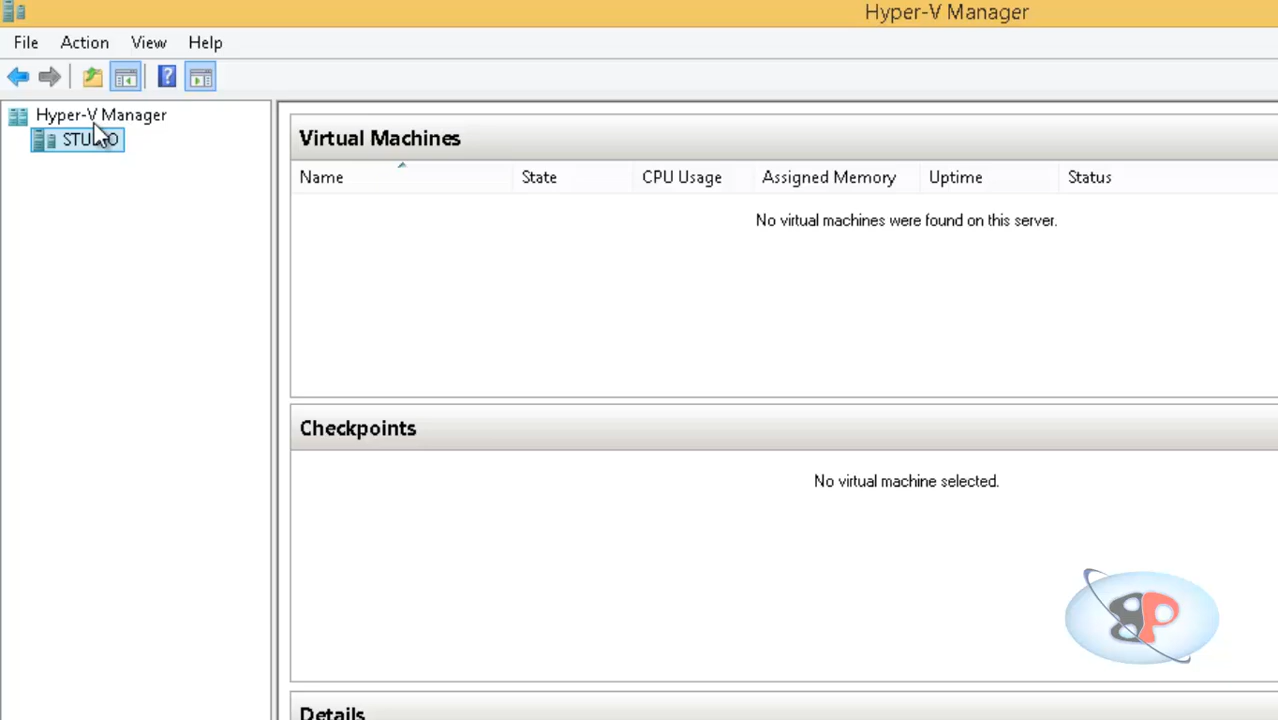 Hyper-V Manager
File Action View Help
Hyper-V Manager
Virtual Machines
Name State CPU Usage Assigned Memory Uptime Status
No virtual machines were found on this server.
Checkpoints
No virtual machine selected.
BP
Details